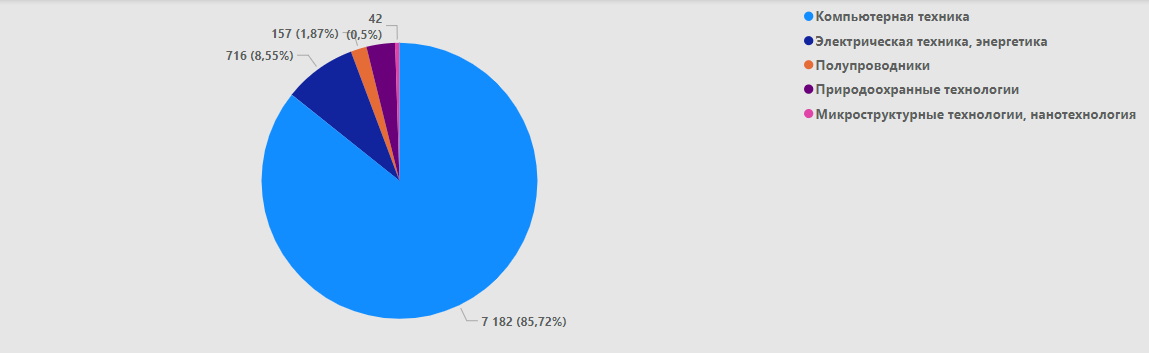 42
(0,5%)
157 (1,87%)
716 (8,55%)
7 182 (85,72%)
Компьютерная техника
Электрическая техника, энергетика
Полупроводники
Природоохранные технологии
Микроструктурные технологии, нанотехнология